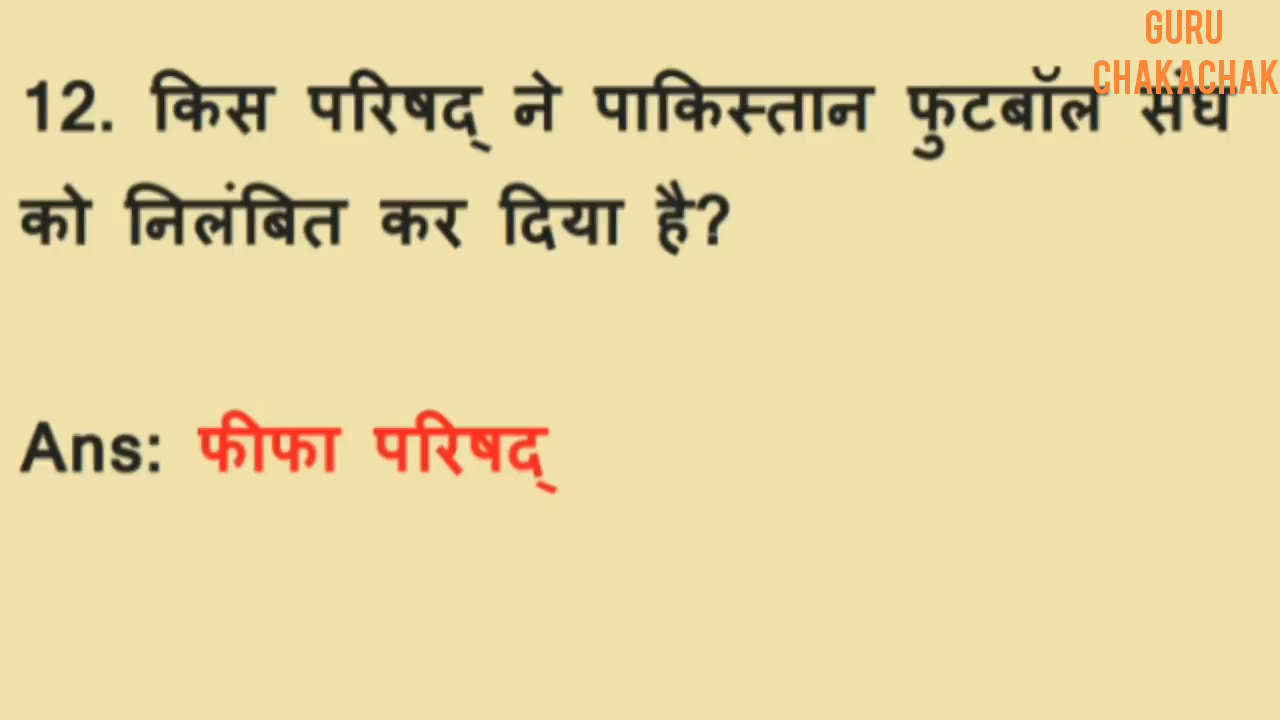 GURU
CHAKACHAK
12. किस परिषद् ने पाकिस्तान फुटबॉल संघ
को निलंबित कर दिया है?
Ans: फीफा परिषद्